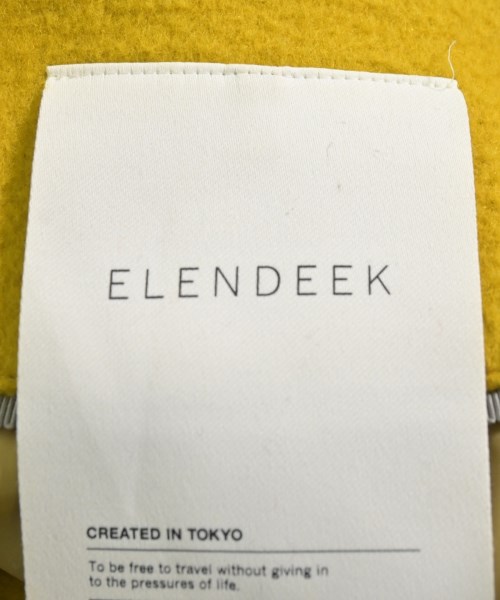 ELENDEEK
CREATED IN TOKYO
To be free to travel without giving in
to the pressures of life.